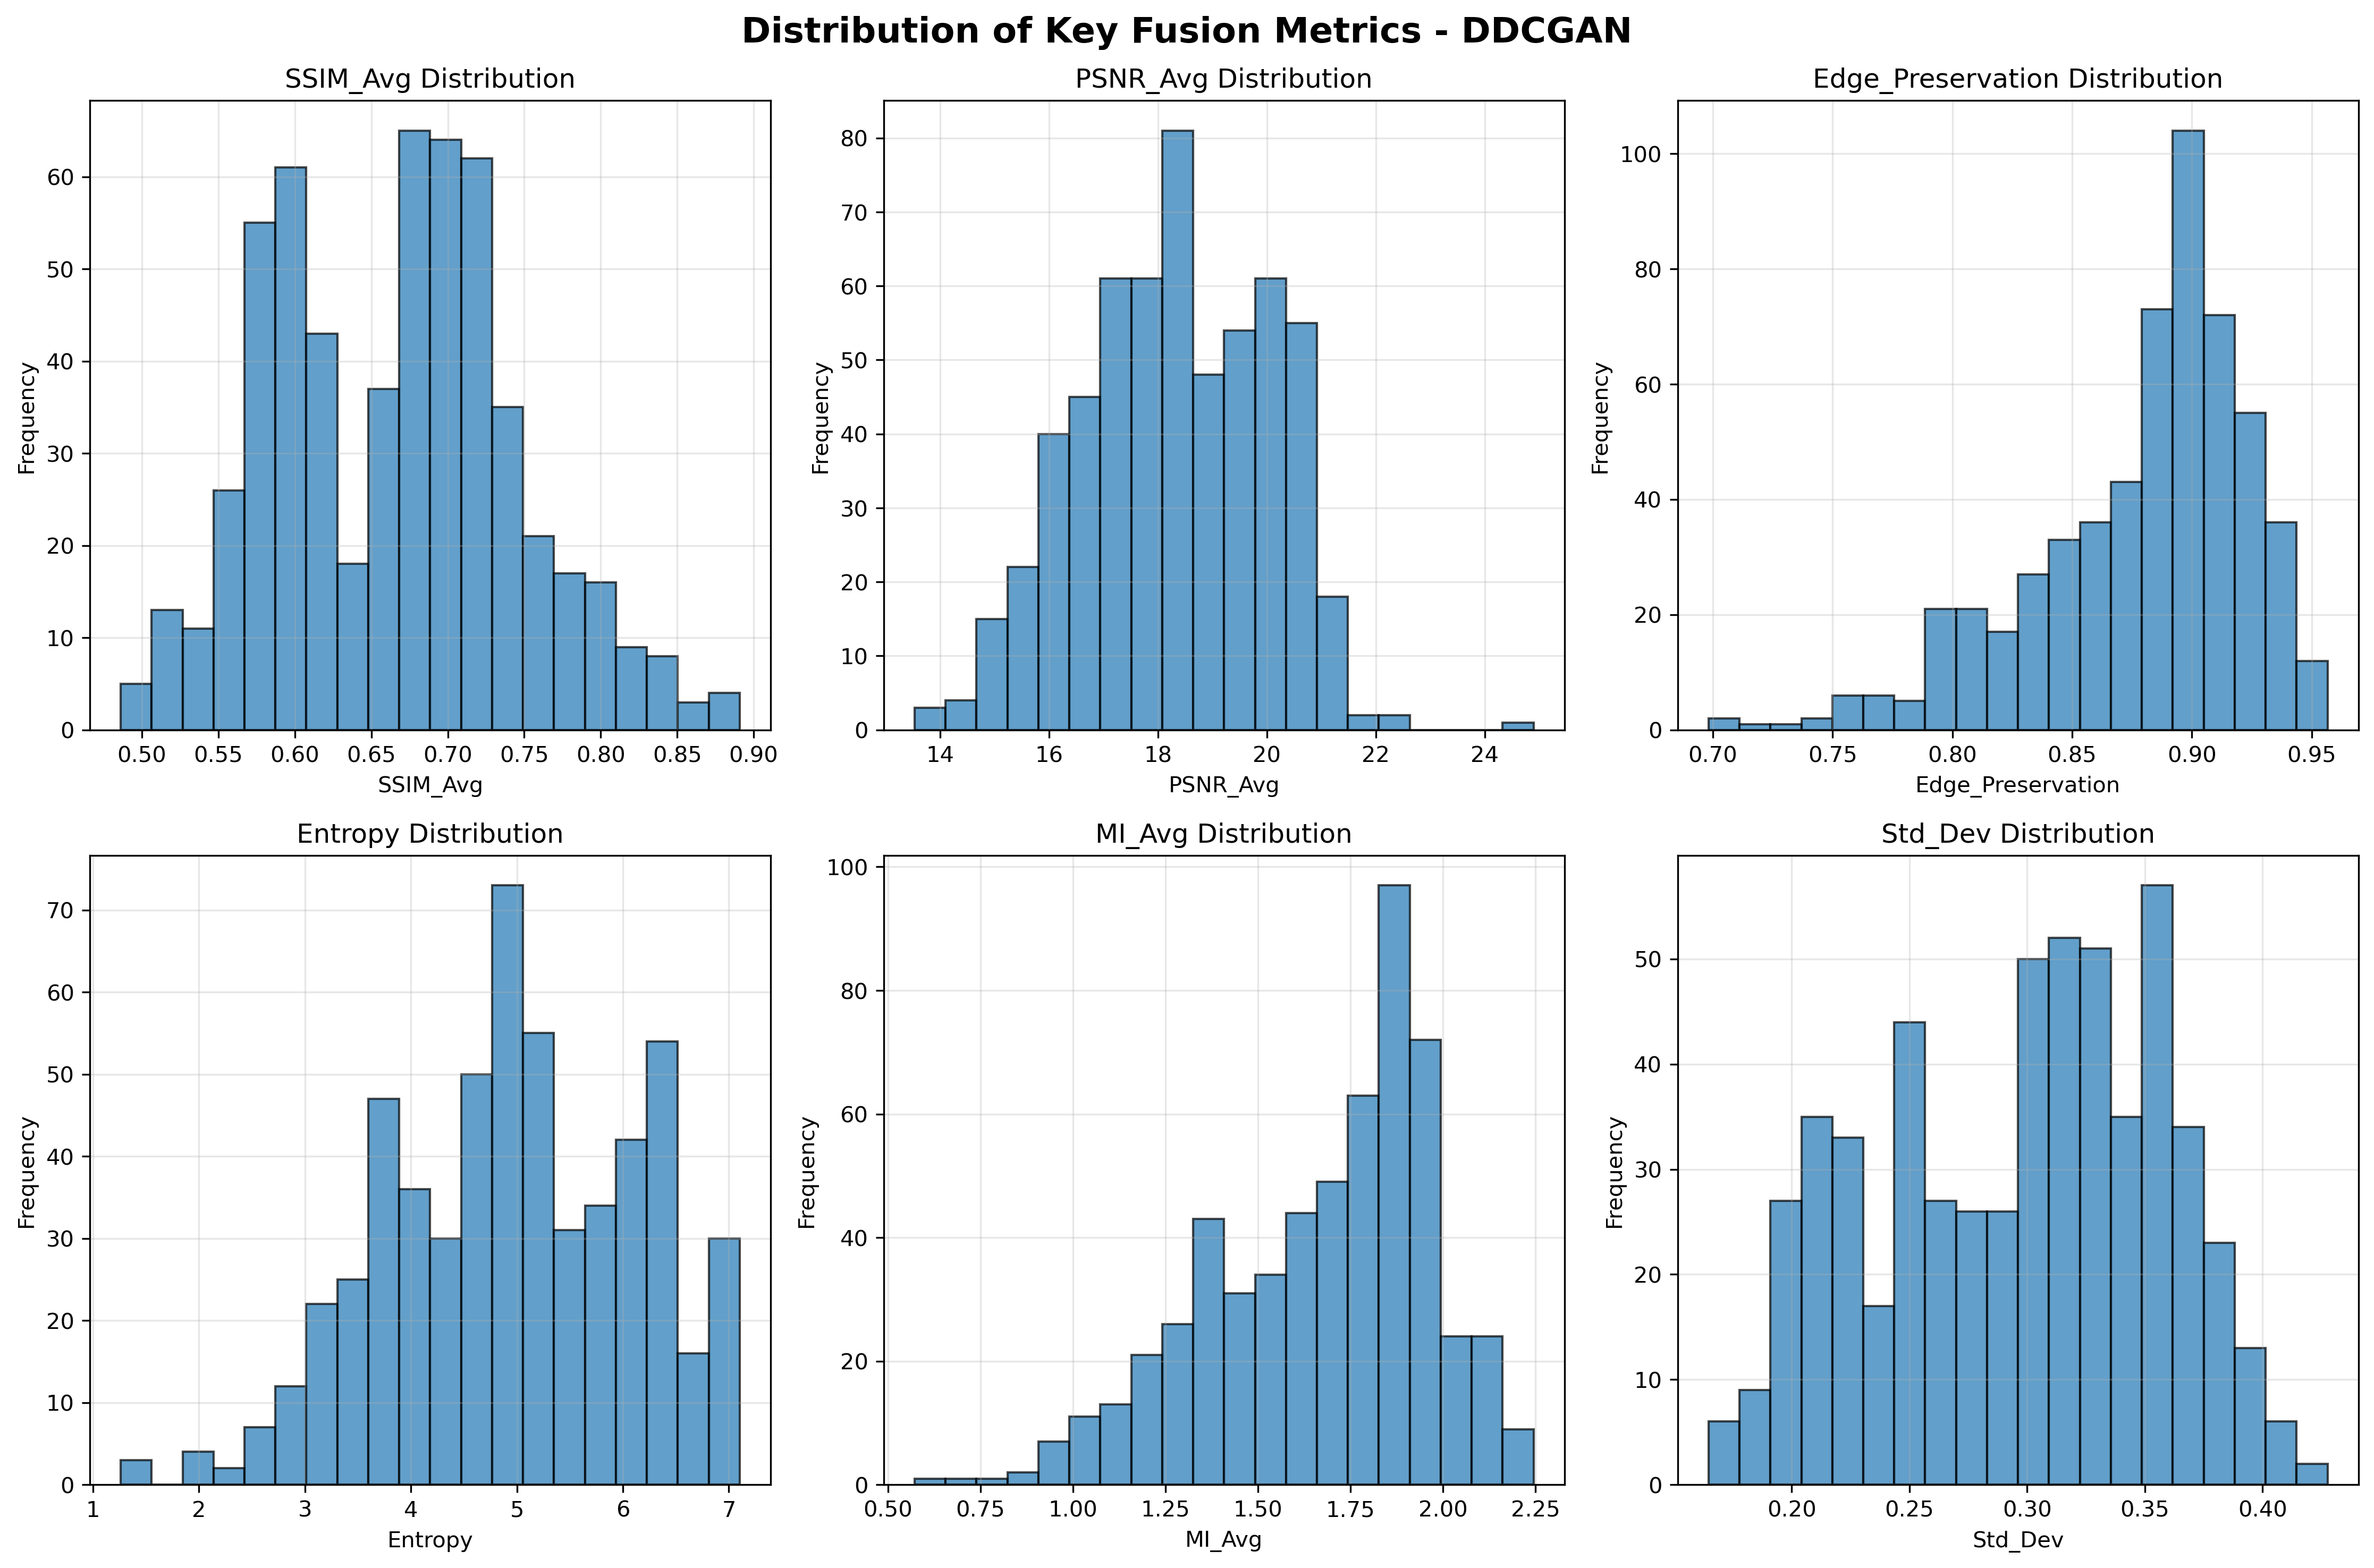 Distribution of Key Fusion Metrics - DDCGAN
SSIM_Avg Distribution
Frequency
60
50
40
30
20
10
0
0.50 0.55 0.60 0.65 0.70 0.75 0.80 0.85 0.90
SSIM_Avg
PSNR_Avg Distribution
Frequency
80
70
60
50
40
30
20
10
0
14 16 18 20 22 24
PSNR_Avg
Edge_Preservation Distribution
Frequency
100
80
60
40
20
0
0.70 0.75 0.80 0.85 0.90 0.95
Edge_Preservation
Entropy Distribution
Frequency
70
60
50
40
30
20
10
0
1 2 3 4 5 6 7
Entropy
MI_Avg Distribution
Frequency
100
80
60
40
20
0
0.50 0.75 1.00 1.25 1.50 1.75 2.00 2.25
MI_Avg
Std_Dev Distribution
Frequency
50
40
30
20
10
0
0.20 0.25 0.30 0.35 0.40
Std_Dev